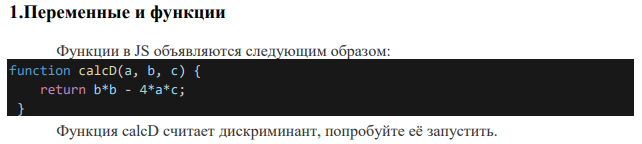 1.Переменные и функции
Функции в JS объявляются следующим образом:
function calcD(a, b, c) {
    return b*b - 4*a*c;
 }
Функция calcD считает дискриминант, попробуйте её запустить.